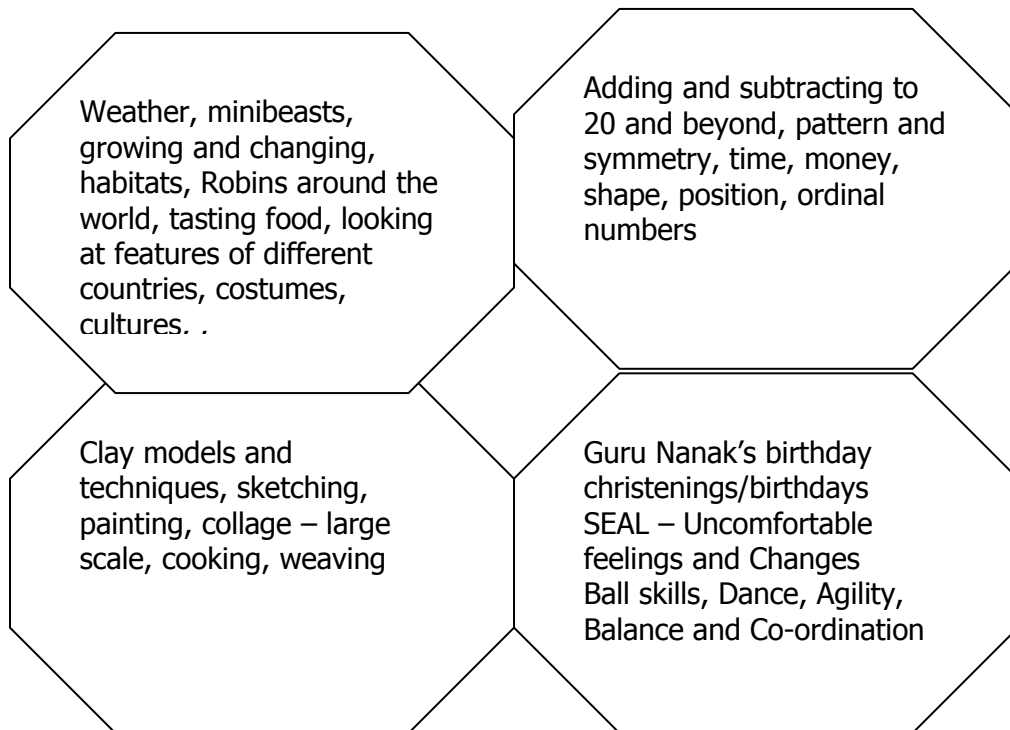 Weather, minibeasts,
growing and changing,
habitats, Robins around the
world, tasting food, looking
at features of different
countries, costumes,
cultures. .
Adding and subtracting to
20 and beyond, pattern and
symmetry, time, money,
shape, position, ordinal
numbers
Clay models and
techniques, sketching,
painting, collage – large
scale, cooking, weaving
Guru Nanak’s birthday
christenings/birthdays
SEAL – Uncomfortable
feelings and Changes
Ball skills, Dance, Agility,
Balance and Co-ordination